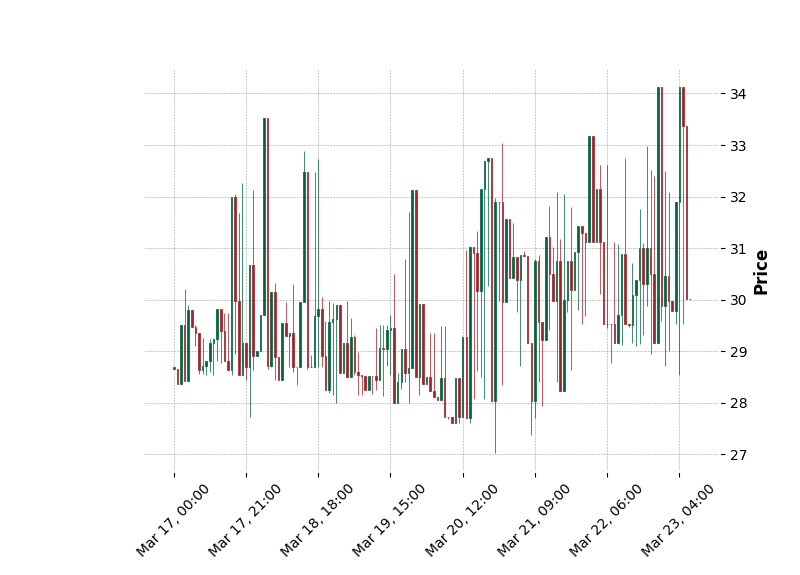 34
33
32
31
30
29
28
27
Price
Mar 17, 00:00
Mar 17, 21:00
Mar 18, 18:00
Mar 19, 15:00
Mar 20, 12:00
Mar 21, 09:00
Mar 22, 06:00
Mar 23, 04:00